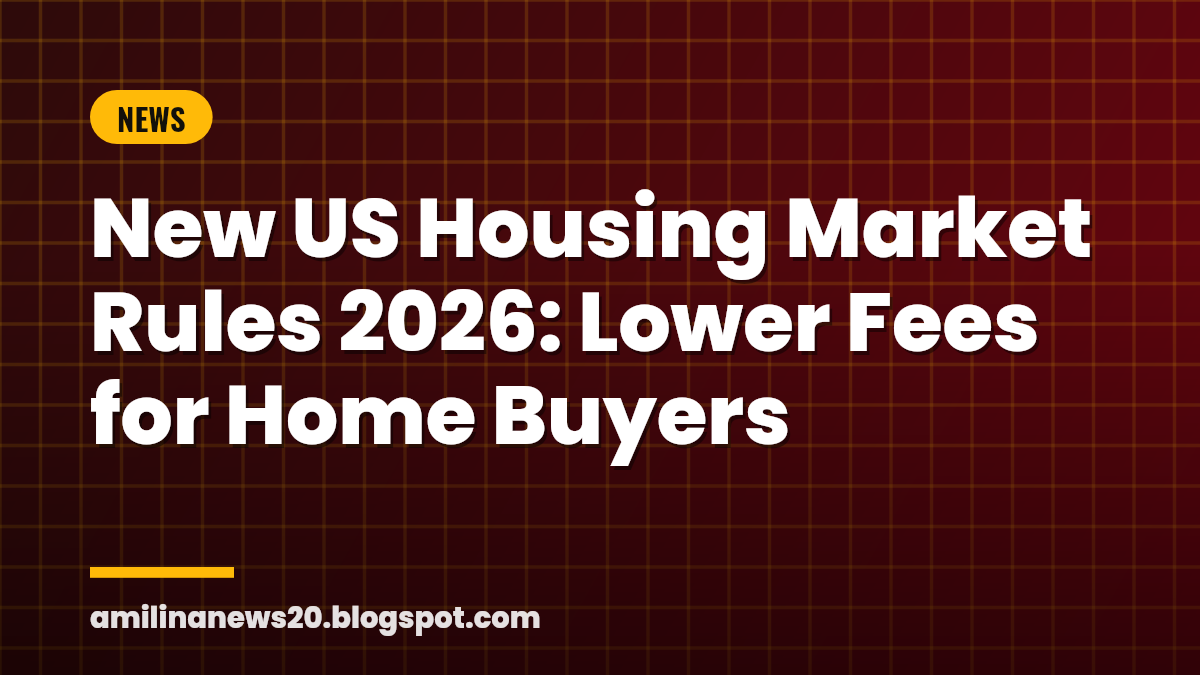 NEWS
New US Housing Market
Rules 2026: Lower Fees
for Home Buyers
amilinanews20.blogspot.com